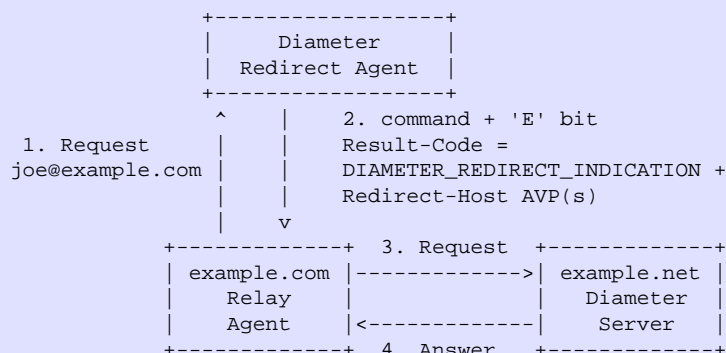 Diameter
Redirect Agent
2. command + 'E' bit
1. Request Result-Code =
joe@example.com DIAMETER_REDIRECT_INDICATION +
Redirect-Host AVP(s)
3. Request
example.com example.net
Relay Diameter
Agent Server
4. Answer